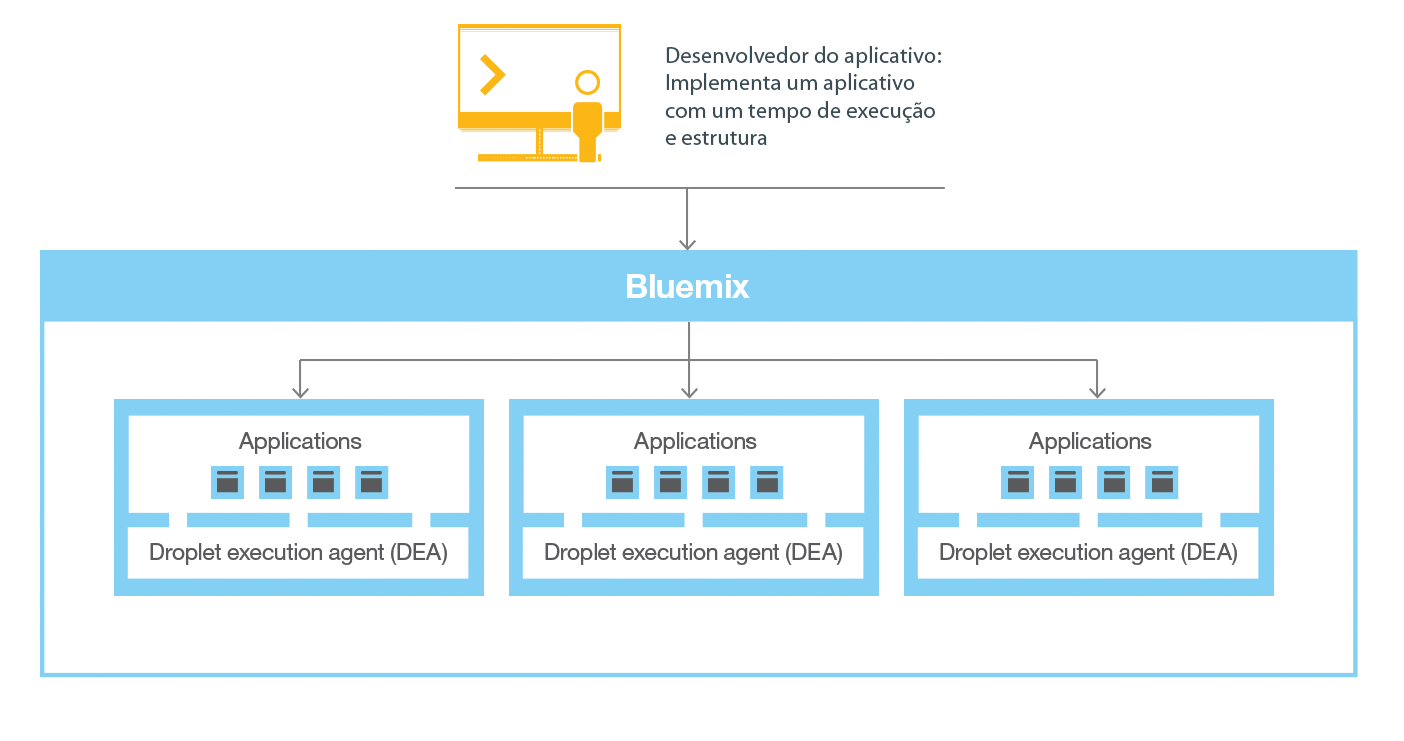 Desenvolvedor do aplicativo:
Implementa um aplicativo
com um tempo de execução
e estrutura
Bluemix
Applications
Droplet execution agent (DEA)
Applications
Droplet execution agent (DEA)
Applications
Droplet execution agent (DEA)